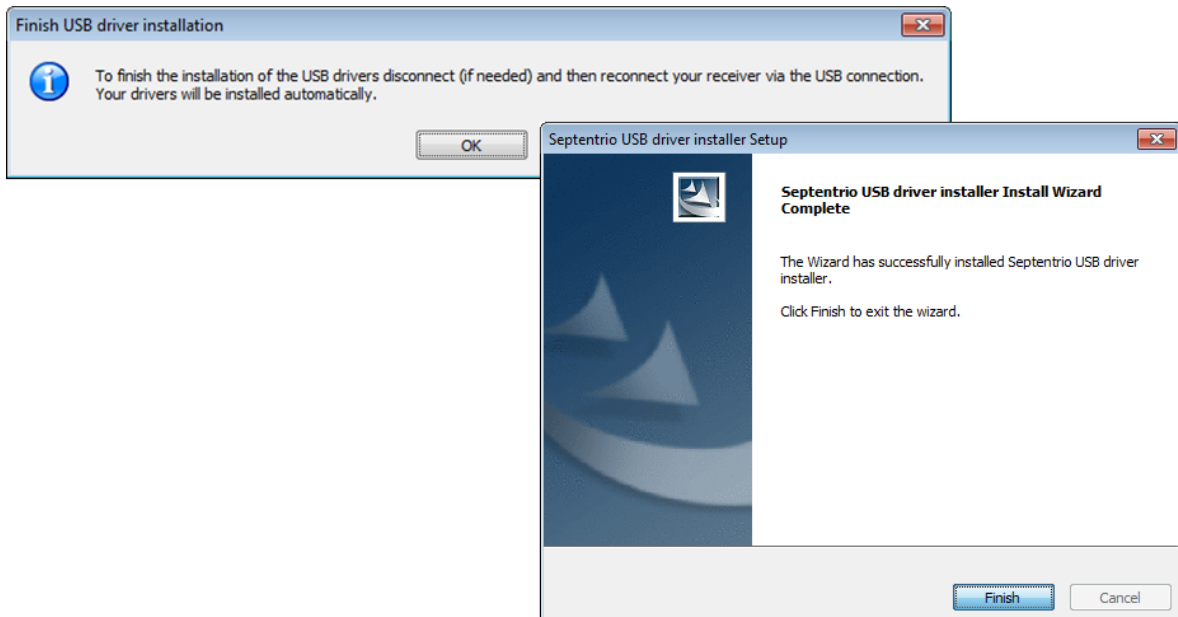 Finish USB driver installation
To finish the installation of the USB drivers disconnect (if needed) and then reconnect your receiver via the USB connection.
Your drivers will be installed automatically.
OK
Septentrio USB driver installer Setup
Septentrio USB driver installer Install Wizard
Complete
The Wizard has successfully installed Septentrio USB driver
installer.
Click Finish to exit the wizard.
Finish
Cancel